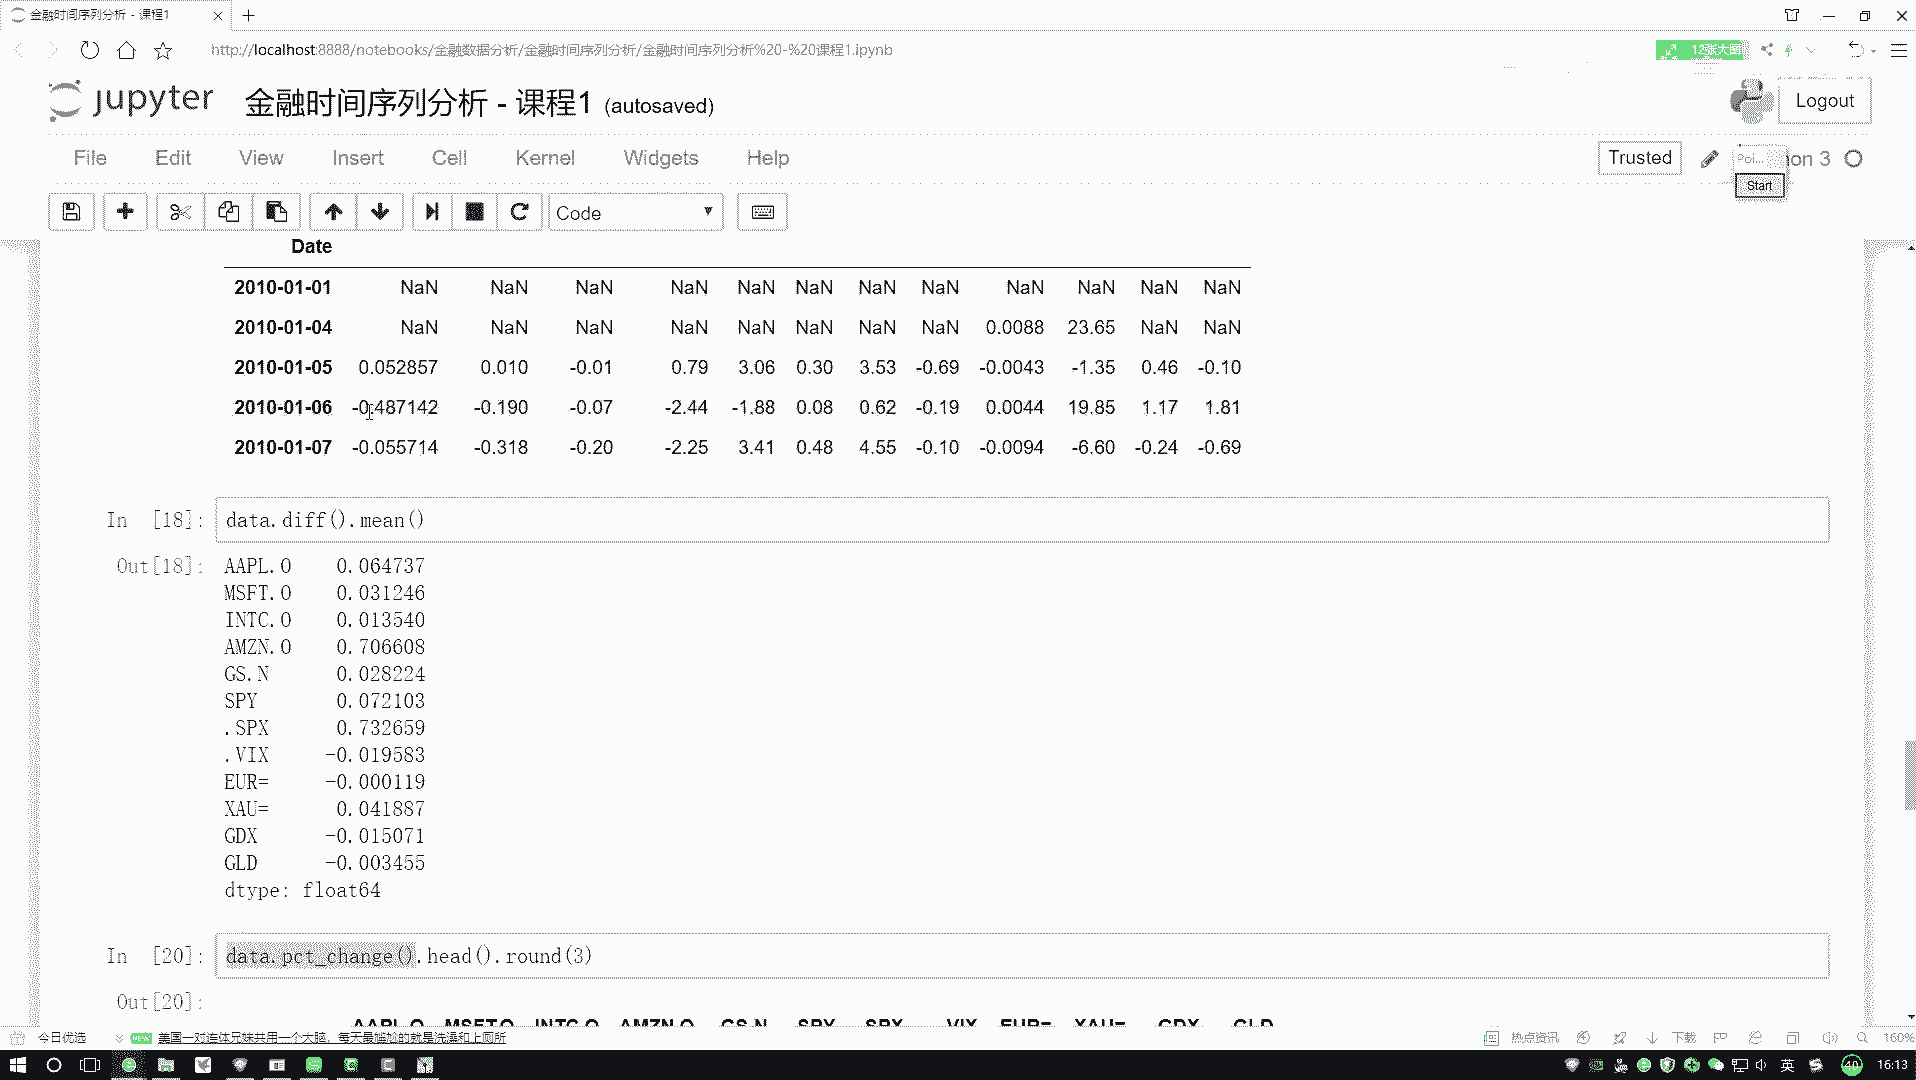 金融时间序列分析 - 课程1
http://localhost:8888/notebooks/金融数据分析/金融时间序列分析/金融时间序列分析%20-%20课程1.ipynb
12张大图
jupyter 金融时间序列分析 - 课程1 (autosaved)
Logout
File Edit View Insert Cell Kernel Widgets Help
Trusted
Poi... hon 3
Start
Code
Date
2010-01-01 NaN NaN NaN NaN NaN NaN NaN NaN NaN NaN NaN NaN
2010-01-04 NaN NaN NaN NaN NaN NaN NaN NaN 0.0088 23.65 NaN NaN
2010-01-05 0.052857 0.010 -0.01 0.79 3.06 0.30 3.53 -0.69 -0.0043 -1.35 0.46 -0.10
2010-01-06 -0.487142 -0.190 -0.07 -2.44 -1.88 0.08 0.62 -0.19 0.0044 19.85 1.17 1.81
2010-01-07 -0.055714 -0.318 -0.20 -2.25 3.41 0.48 4.55 -0.10 -0.0094 -6.60 -0.24 -0.69
In [18]: data.diff().mean()
Out[18]: AAPL.O 0.064737
MSFT.O 0.031246
INTC.O 0.013540
AMZN.O 0.706608
GS.N 0.028224
SPY 0.072103
.SPX 0.732659
.VIX -0.019583
EUR= -0.000119
XAU= 0.041887
GDX -0.015071
GLD -0.003455
dtype: float64
In [20]: data.pct_change().head().round(3)
Out[20]:
AAPL.O MSFT.O INTC.O AMZN.O GS.N SPY .SPX .VIX EUR= XAU= GDX GLD
今日优选 NEW 美国一对连体兄妹共用一个大脑，每天最尴尬的就是洗澡和上厕所
热点资讯 下载 160%
英 40 16:13